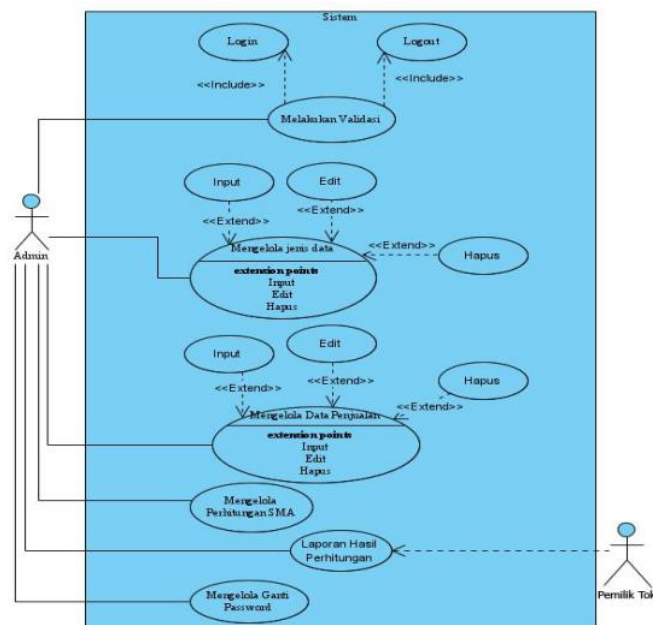 Sistem
Login
Logout
<<Include>>
<<Include>>
Melakukan Validasi
Input
Edit
<<Extend>>
<<Extend>>
Admin
Mengelola jenis data
<<Extend>>
Hapus
extension points
Input
Edit
Hapus
Input
Edit
Hapus
<<Extend>>
<<Extend>>
<<Extend>>
Mengelola Data Penjualan
extension points
Input
Edit
Hapus
Mengelola
Perhitungan SMA
Laporan Hasil
Perhitungan
Pemilik Tok
Mengelola Ganti
Password